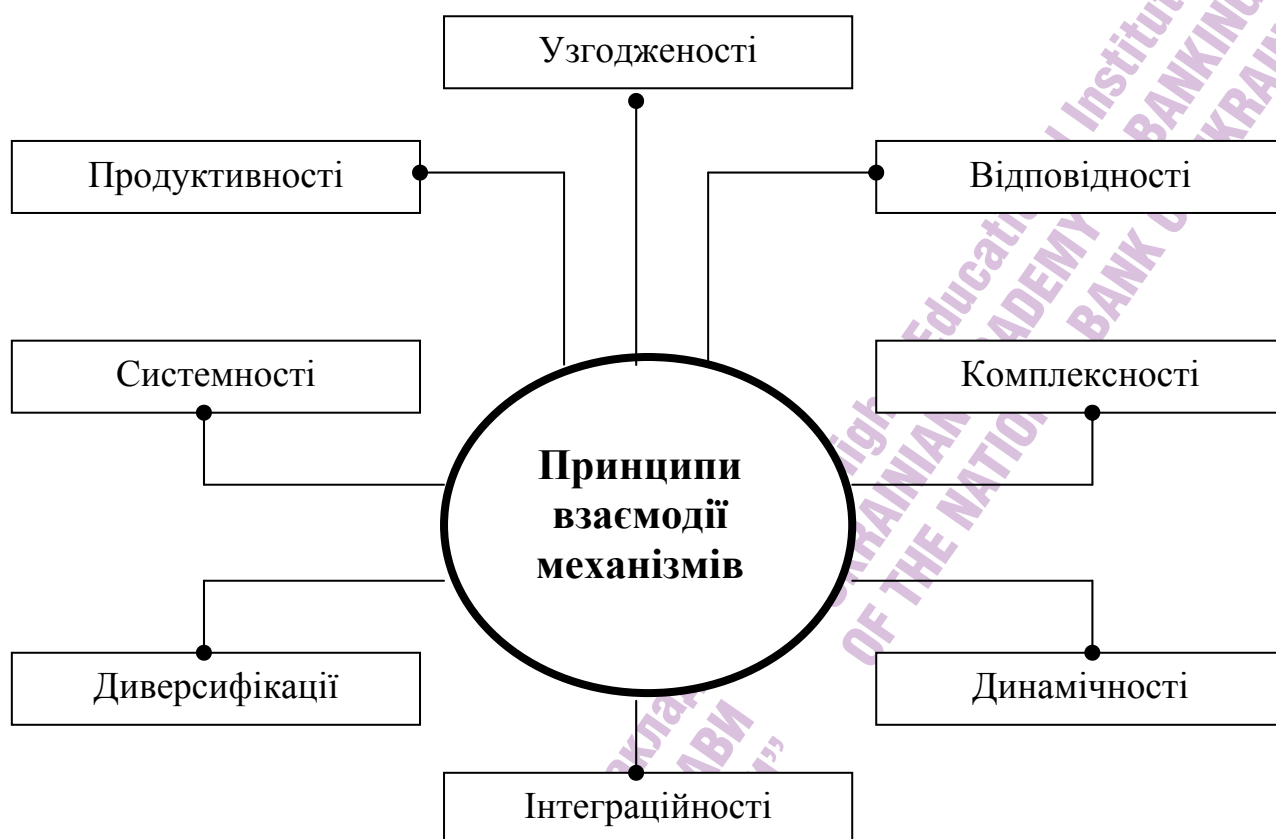 Узгодженості
Продуктивності
Відповідності
Системності
Комплексності
Принципи
взаємодії
механізмів
Диверсифікації
Динамічності
Інтеграційності